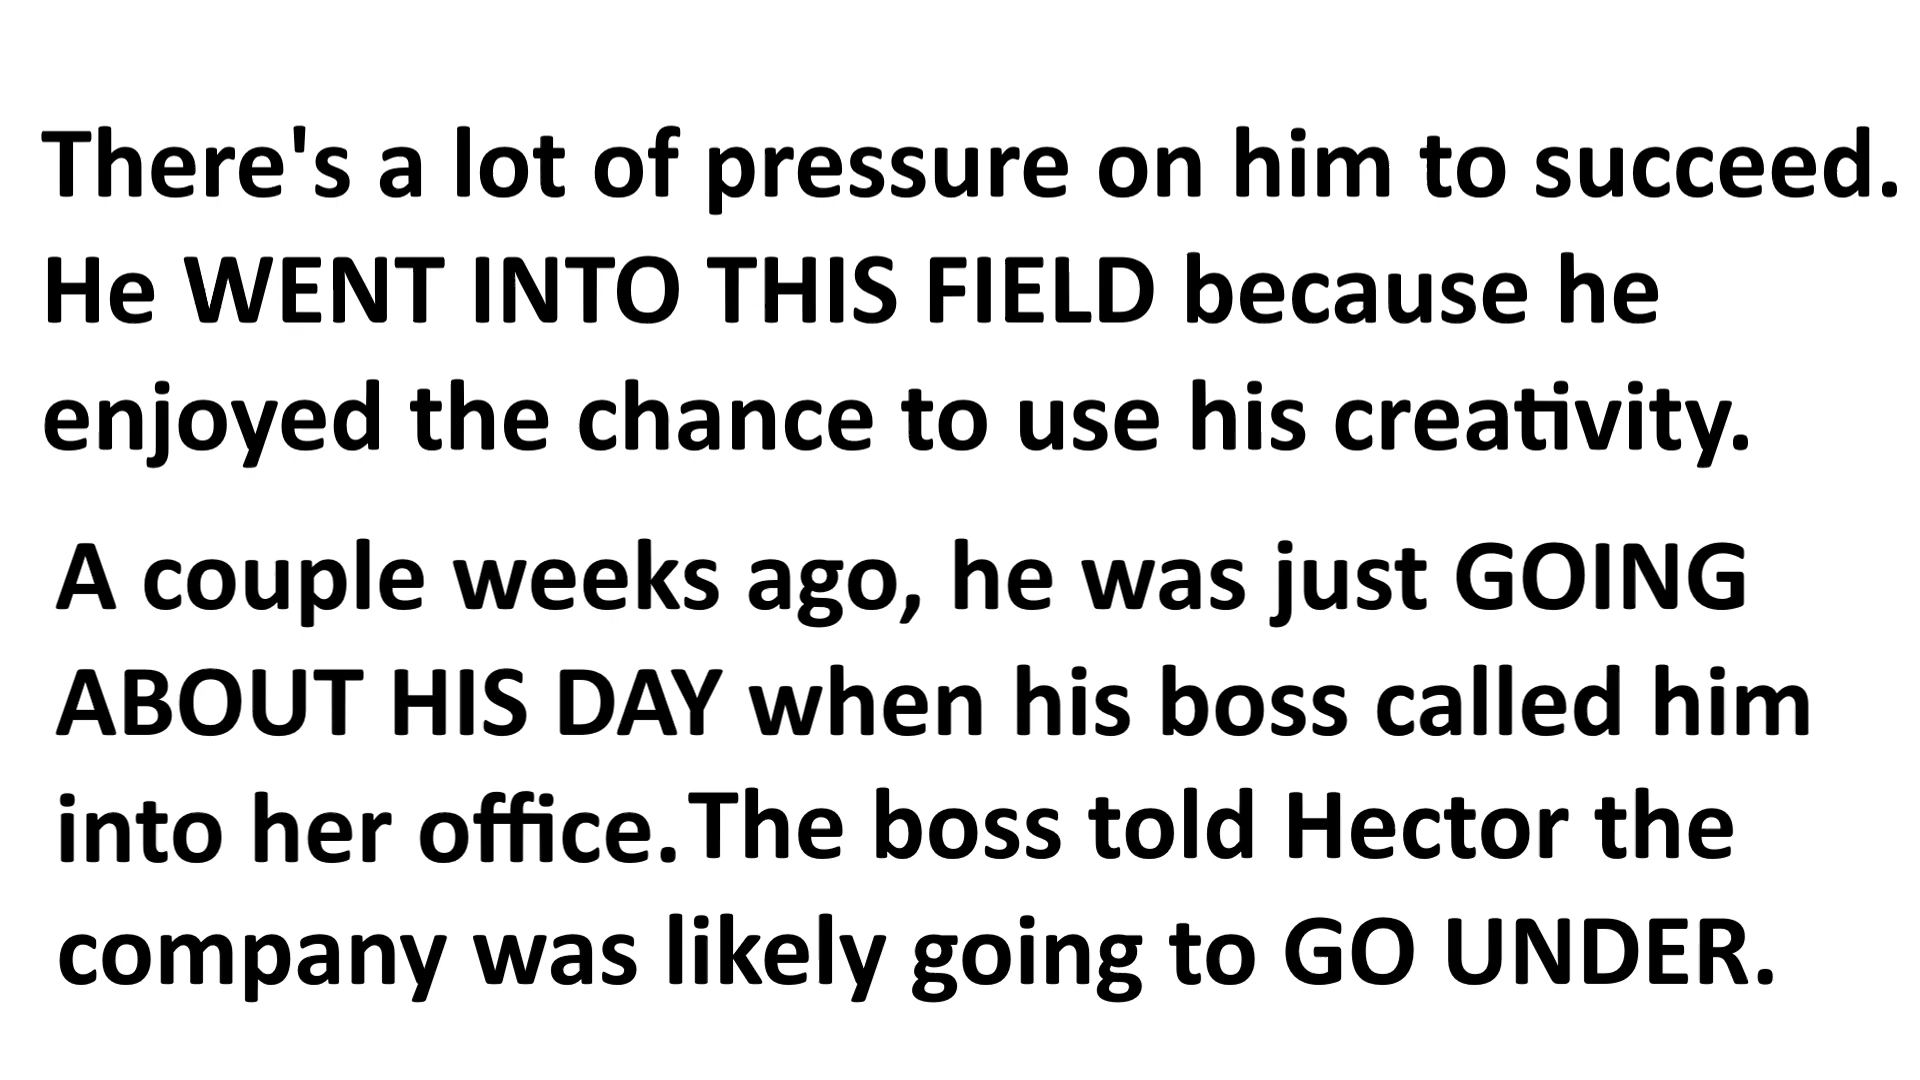 There's a lot of pressure on him to succeed.
He WENT INTO THIS FIELD because he
enjoyed the chance to use his creativity.
A couple weeks ago, he was just GOING
ABOUT HIS DAY when his boss called him
into her office. The boss told Hector the
company was likely going to GO UNDER.